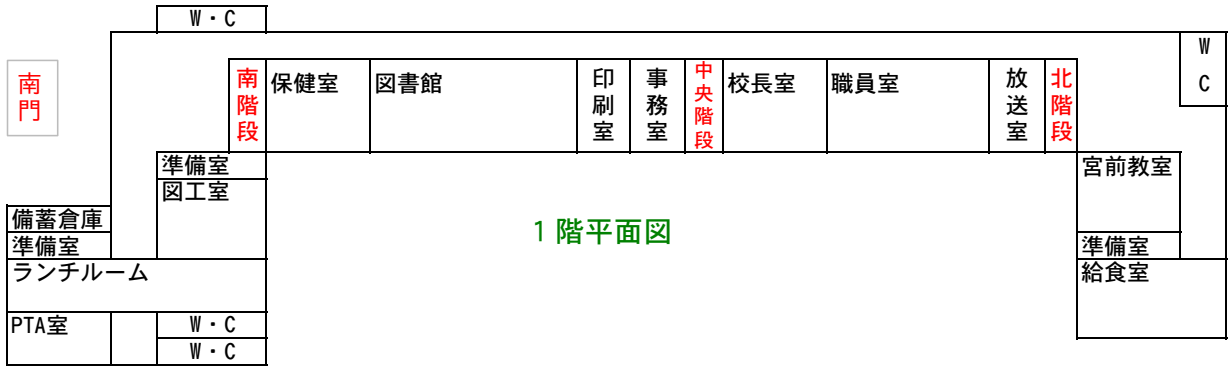 W・C
W
C
南
門
南
階
段
保健室
図書館
印
刷
室
事
務
室
中
央
階
段
校長室
職員室
放
送
室
北
階
段
準備室
図工室
宮前教室
備蓄倉庫
準備室
1階平面図
準備室
ランチルーム
給食室
PTA室
W・C
W・C